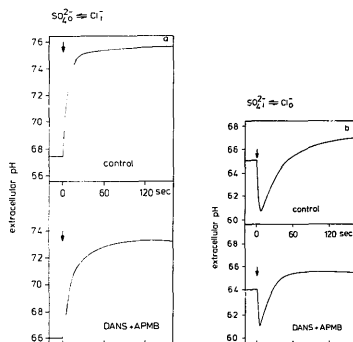 SO₄²⁻ₒ ⇌ Cl⁻ᵢ
a
7.6
7.4
7.2
7.0
6.8
6.6
control
0 60 120 sec
extracellular pH
7.4
7.2
7.0
6.8
6.6
DANS + APMB
SO₄²⁻ᵢ ⇌ Cl⁻ₒ
b
6.8
6.6
6.4
6.2
6.0
control
0 60 120
extracellular pH
6.8
6.6
6.4
6.2
6.0
DANS + APMB